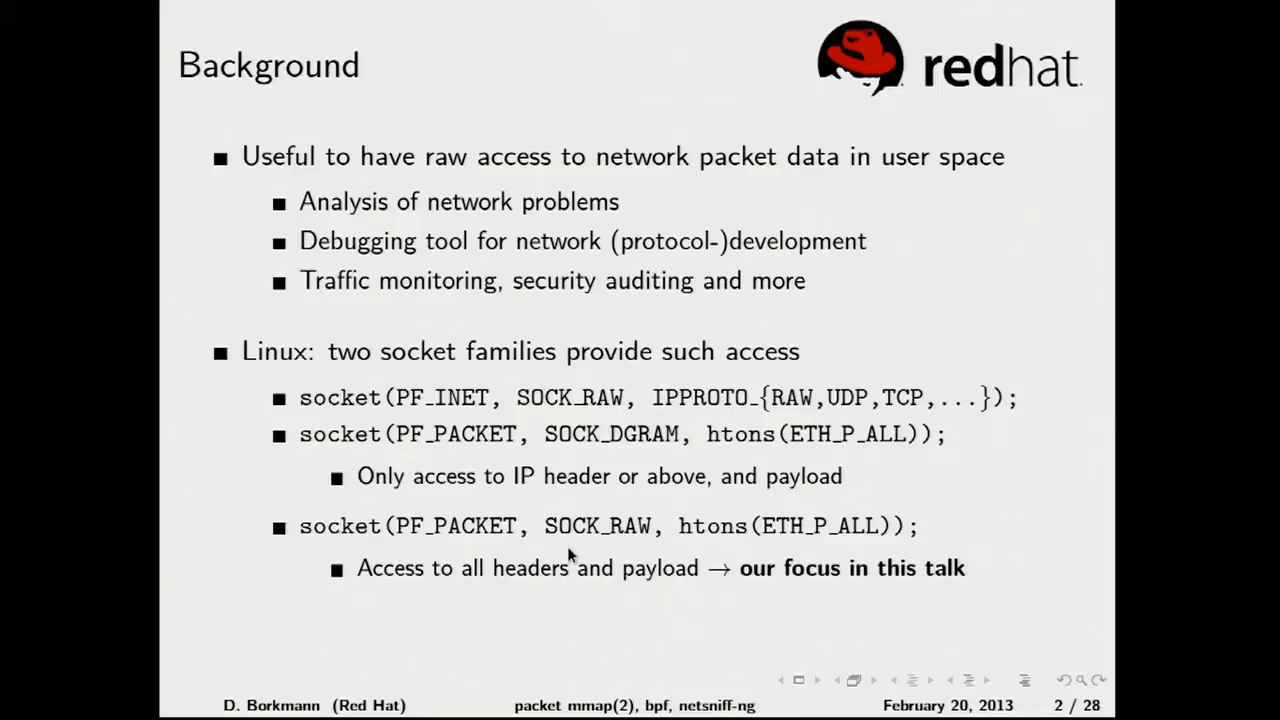 Background
redhat.
Useful to have raw access to network packet data in user space
Analysis of network problems
Debugging tool for network (protocol-)development
Traffic monitoring, security auditing and more
Linux: two socket families provide such access
socket(PF_INET, SOCK_RAW, IPPROTO_{RAW,UDP,TCP,...});
socket(PF_PACKET, SOCK_DGRAM, htons(ETH_P_ALL));
Only access to IP header or above, and payload
socket(PF_PACKET, SOCK_RAW, htons(ETH_P_ALL));
Access to all headers and payload → our focus in this talk
D. Borkmann (Red Hat) packet mmap(2), bpf, netsniff-ng February 20, 2013 2 / 28